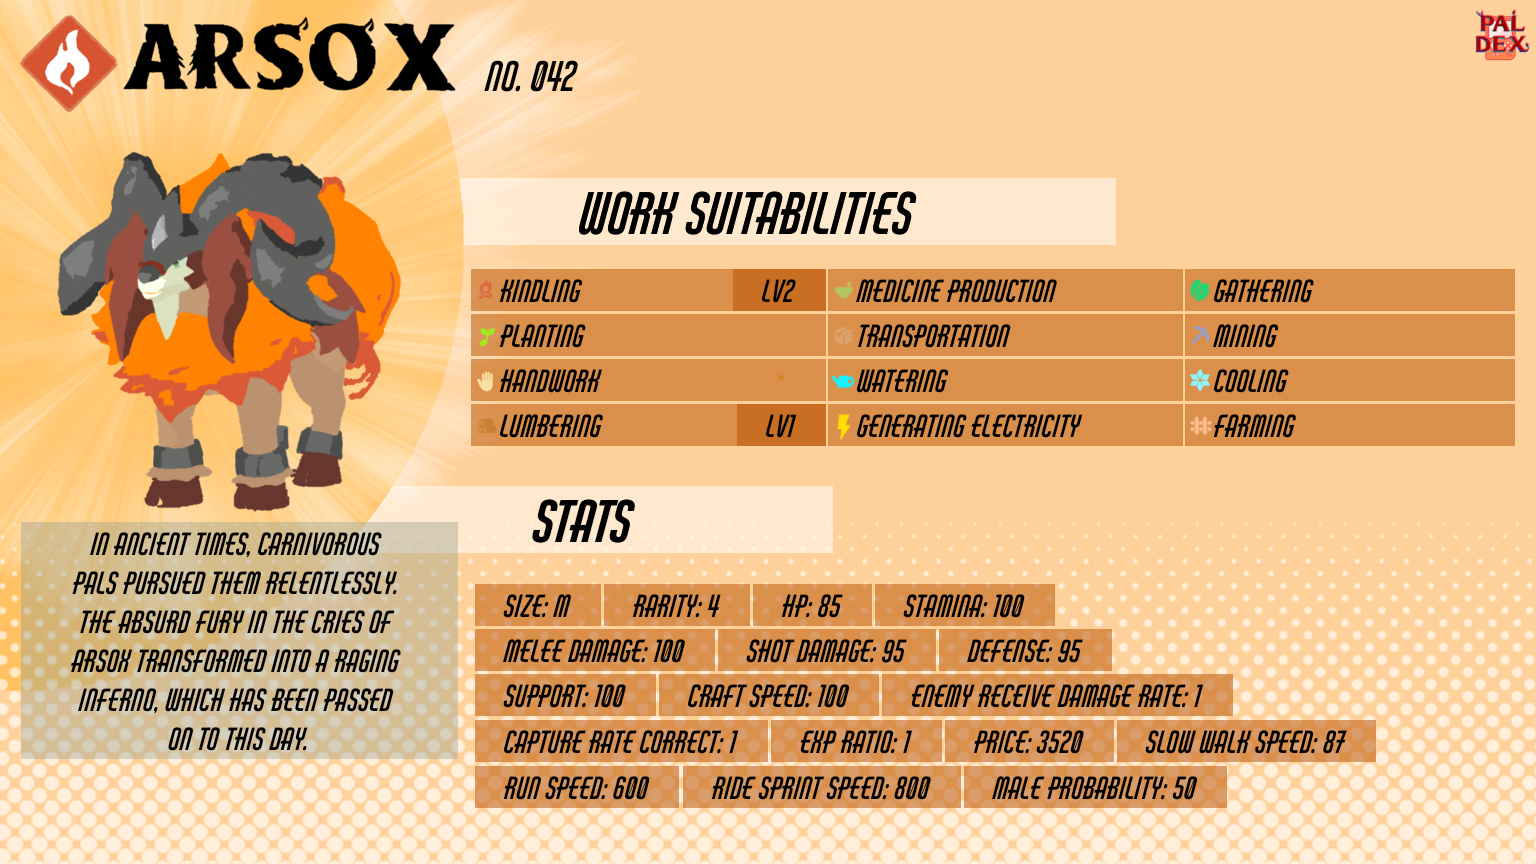 ARSOX
NO. 042
PAL
DEX
WORK SUITABILITIES
KINDLING LV2 MEDICINE PRODUCTION GATHERING
PLANTING TRANSPORTATION MINING
HANDWORK WATERING COOLING
LUMBERING LV1 GENERATING ELECTRICITY FARMING
STATS
IN ANCIENT TIMES, CARNIVOROUS
PALS PURSUED THEM RELENTLESSLY.
THE ABSURD FURY IN THE CRIES OF
ARSOX TRANSFORMED INTO A RAGING
INFERNO, WHICH HAS BEEN PASSED
ON TO THIS DAY.
SIZE: M RARITY: 4 HP: 85 STAMINA: 100
MELEE DAMAGE: 100 SHOT DAMAGE: 95 DEFENSE: 95
SUPPORT: 100 CRAFT SPEED: 100 ENEMY RECEIVE DAMAGE RATE: 1
CAPTURE RATE CORRECT: 1 EXP RATIO: 1 PRICE: 3520 SLOW WALK SPEED: 87
RUN SPEED: 600 RIDE SPRINT SPEED: 800 MALE PROBABILITY: 50